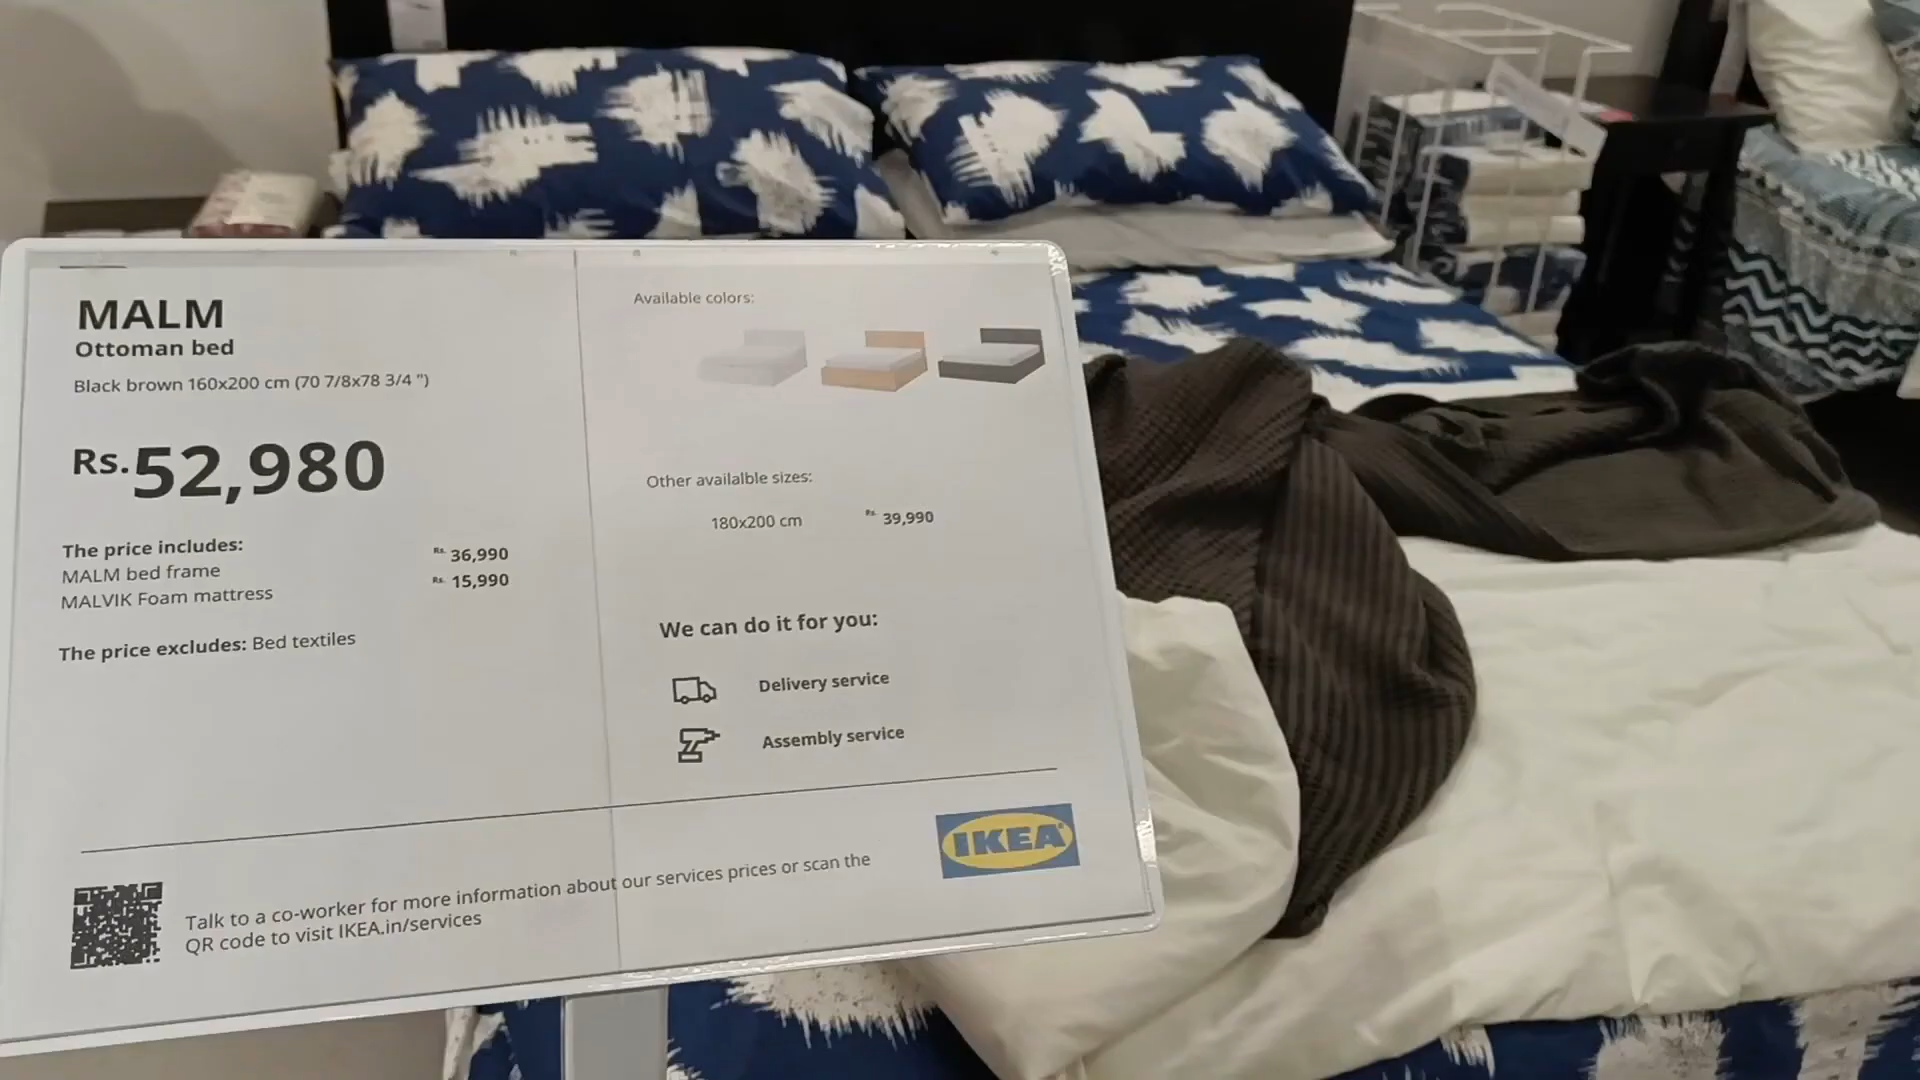 MALM
Ottoman bed
Black brown 160x200 cm (70 7/8x78 3/4 ")
Rs.52,980
The price includes:
MALM bed frame Rs. 36,990
MALVIK Foam mattress Rs. 15,990
The price excludes: Bed textiles
Available colors:
Other availalble sizes:
180x200 cm Rs. 39,990
We can do it for you:
Delivery service
Assembly service
IKEA
Talk to a co-worker for more information about our services prices or scan the
QR code to visit IKEA.in/services